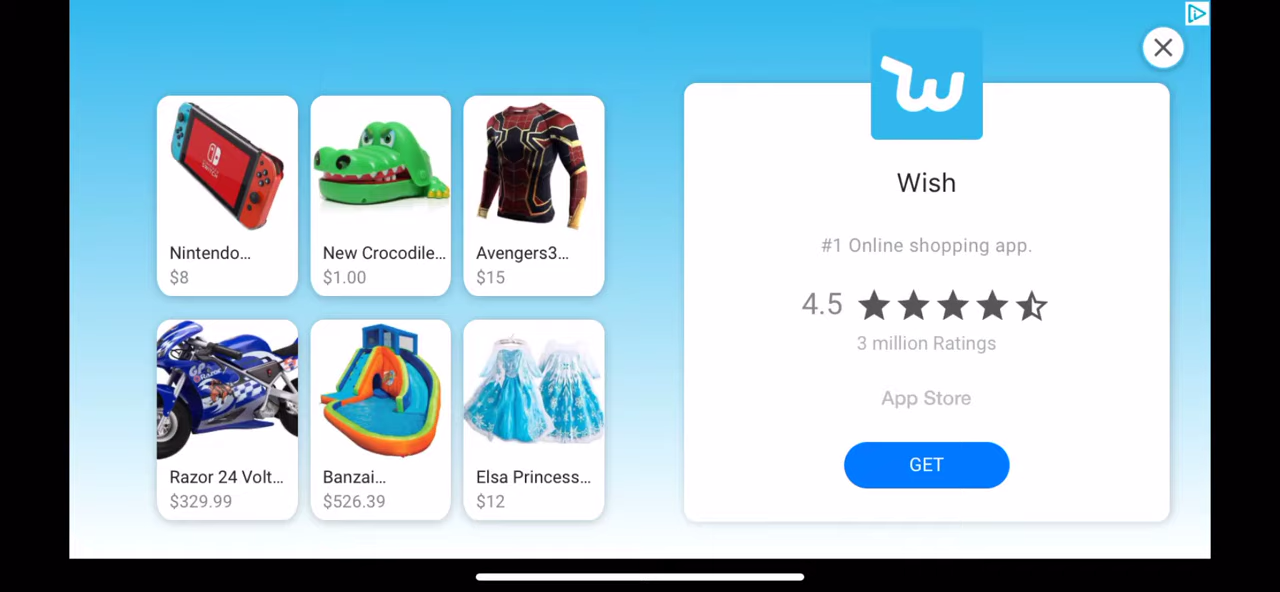 Nintendo...
$8
New Crocodile...
$1.00
Avengers3...
$15
Razor 24 Volt...
$329.99
Banzai...
$526.39
Elsa Princess...
$12
Wish
#1 Online shopping app.
4.5
3 million Ratings
App Store
GET